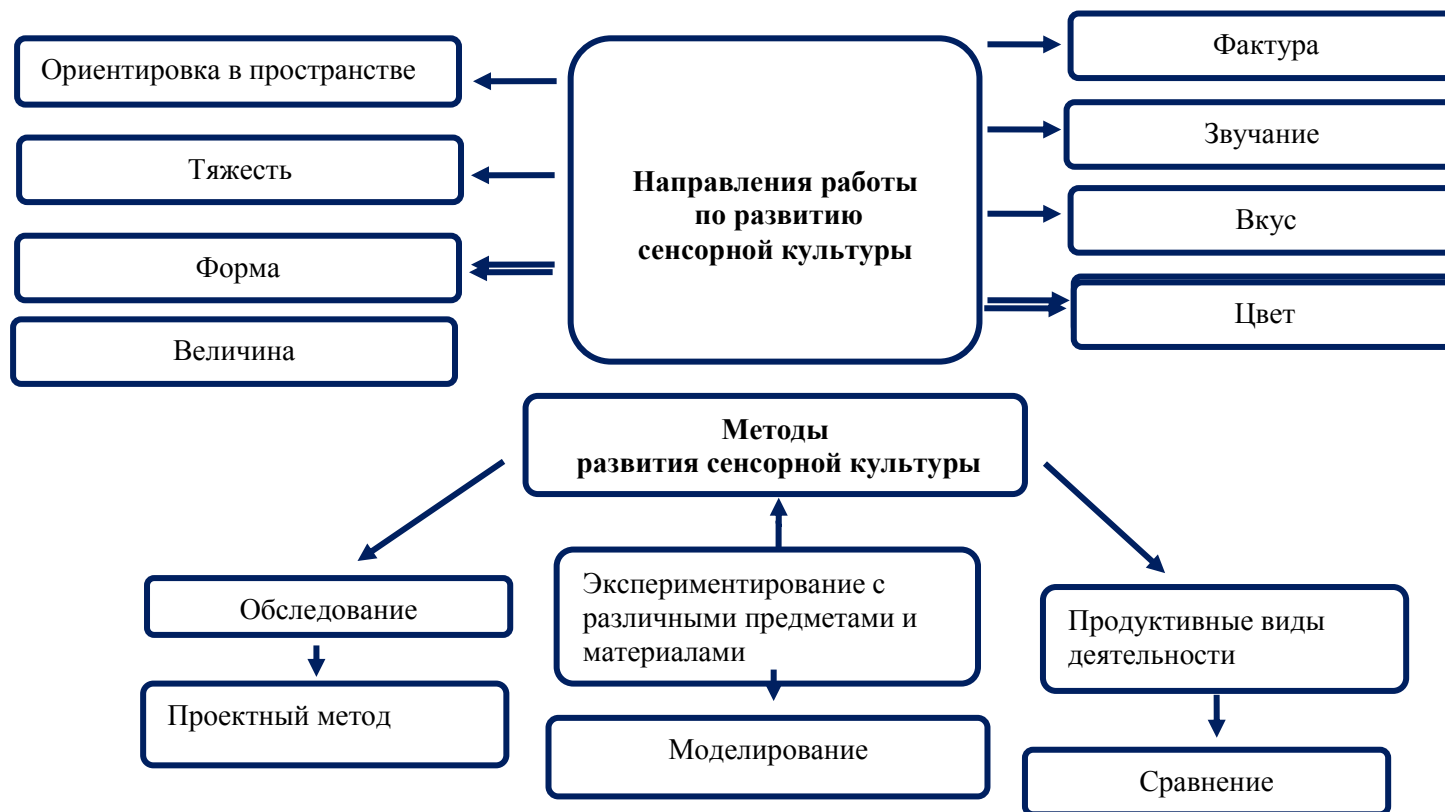 Ориентировка в пространстве
Тяжесть
Форма
Величина
Направления работы
по развитию
сенсорной культуры
Фактура
Звучание
Вкус
Цвет
Методы
развития сенсорной культуры
Обследование
Проектный метод
Экспериментирование с
различными предметами и
материалами
Моделирование
Продуктивные виды
деятельности
Сравнение